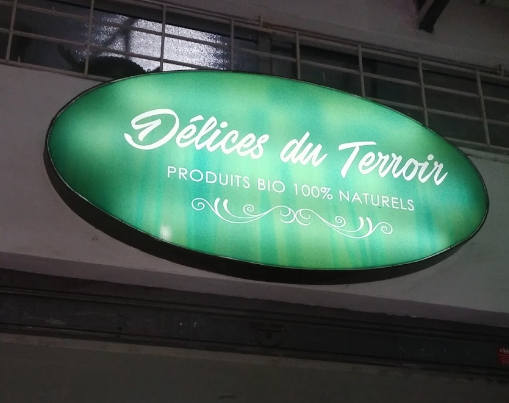 Délices du Terroir
PRODUITS BIO 100% NATURELS